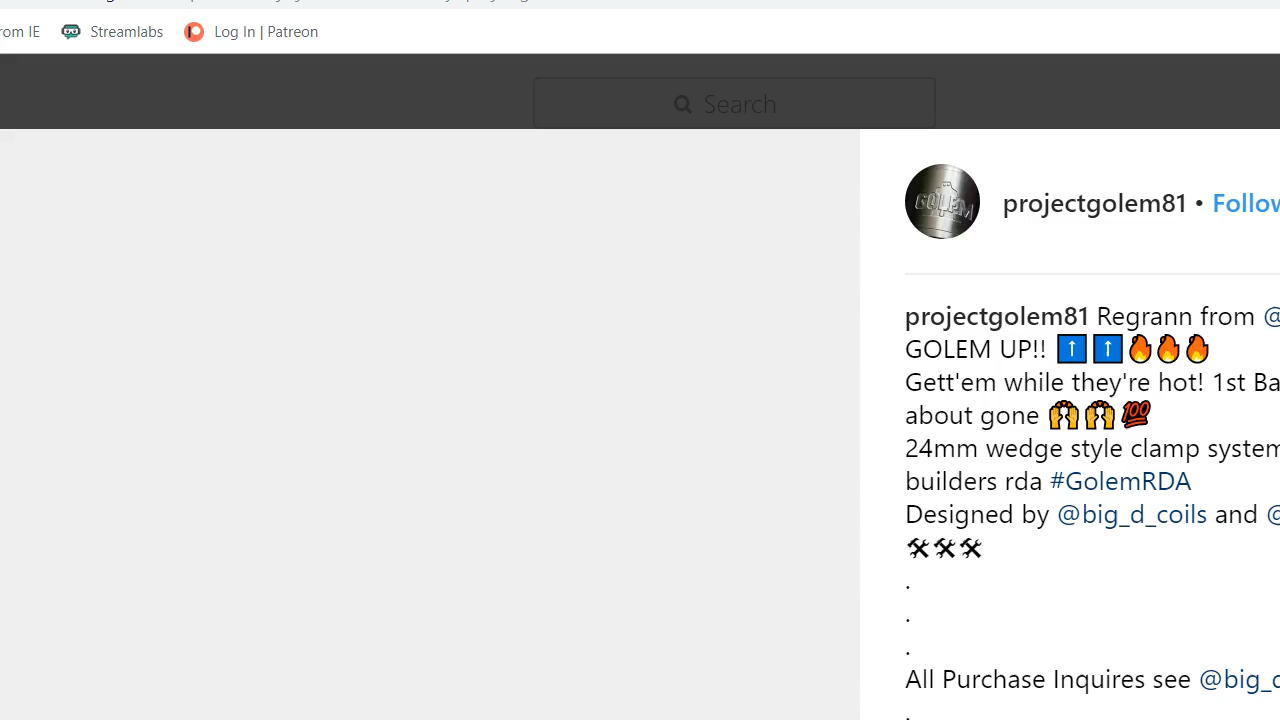 rom IE Streamlabs Log In | Patreon
Search
GOLEM
projectgolem81 • Follow
projectgolem81 Regrann from @
GOLEM UP!! ⬆️⬆️🔥🔥🔥
Gett'em while they're hot! 1st Ba
about gone 🙌🙌💯
24mm wedge style clamp system
builders rda #GolemRDA
Designed by @big_d_coils and @
🛠🛠🛠
.
.
.
All Purchase Inquires see @big_d
.